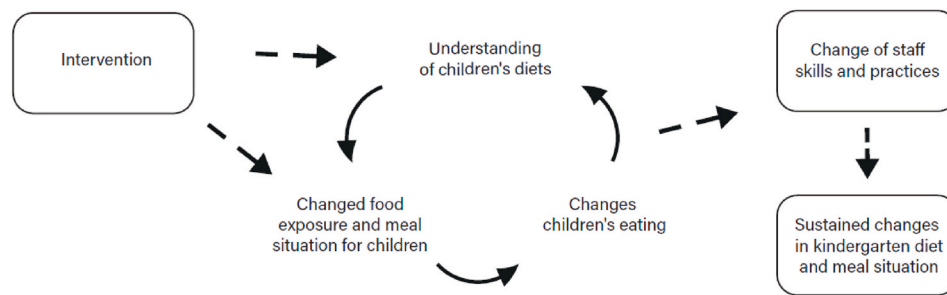 Intervention
Understanding
of children's diets
Change of staff
skills and practices
Changed food
exposure and meal
situation for children
Changes
children's eating
Sustained changes
in kindergarten diet
and meal situation